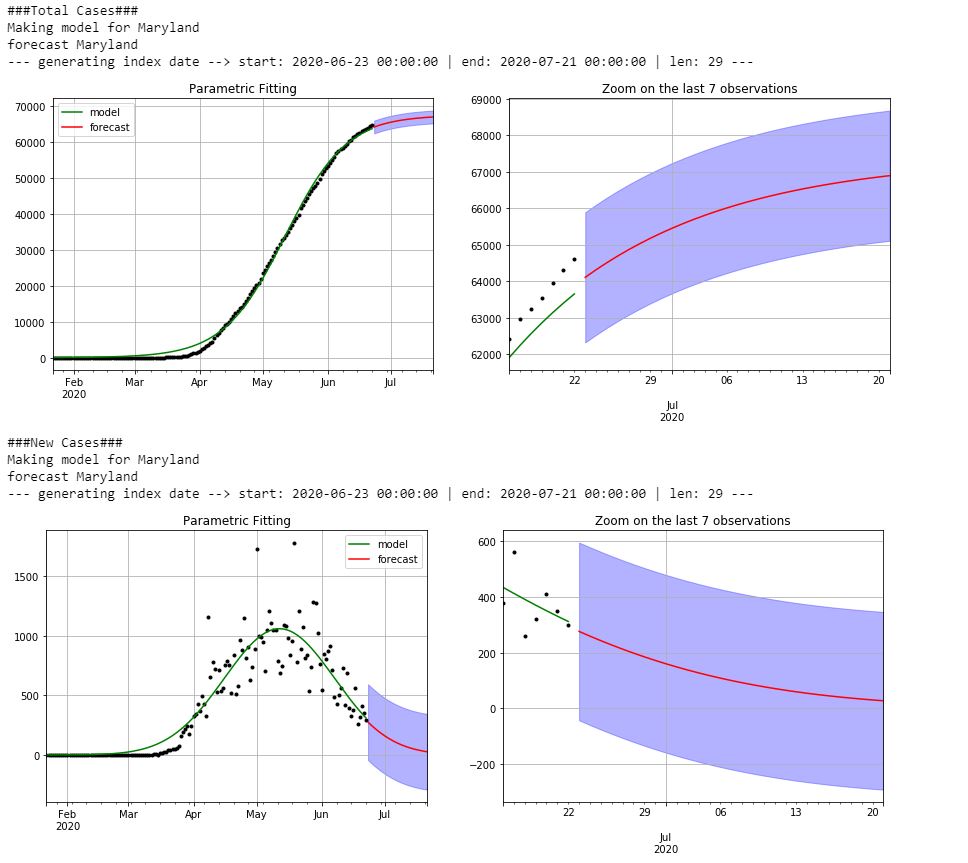 ###Total Cases###
Making model for Maryland
forecast Maryland
--- generating index date --> start: 2020-06-23 00:00:00 | end: 2020-07-21 00:00:00 | len: 29 ---
Parametric Fitting
model
forecast
70000
60000
50000
40000
30000
20000
10000
0
Feb Mar Apr May Jun Jul
2020
Zoom on the last 7 observations
69000
68000
67000
66000
65000
64000
63000
62000
22 29 06 13 20
Jul
2020
###New Cases###
Making model for Maryland
forecast Maryland
--- generating index date --> start: 2020-06-23 00:00:00 | end: 2020-07-21 00:00:00 | len: 29 ---
Parametric Fitting
model
forecast
1500
1000
500
0
Feb Mar Apr May Jun Jul
2020
Zoom on the last 7 observations
600
400
200
0
−200
22 29 06 13 20
Jul
2020